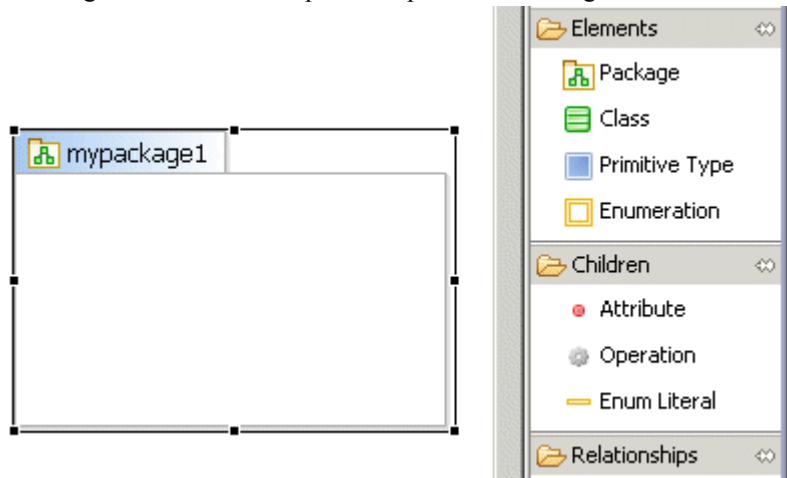 mypackage1
Elements
Package
Class
Primitive Type
Enumeration
Children
Attribute
Operation
Enum Literal
Relationships